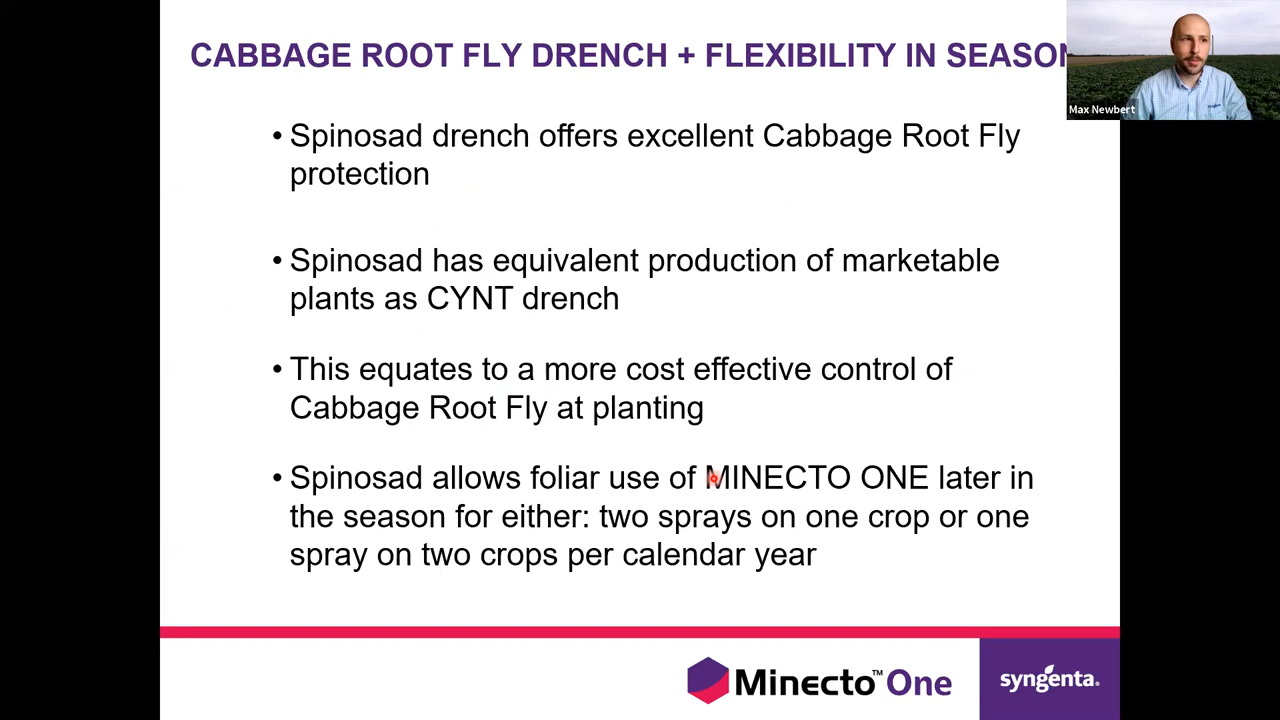 CABBAGE ROOT FLY DRENCH + FLEXIBILITY IN SEASON
Max Newbert
• Spinosad drench offers excellent Cabbage Root Fly
protection
• Spinosad has equivalent production of marketable
plants as CYNT drench
• This equates to a more cost effective control of
Cabbage Root Fly at planting
• Spinosad allows foliar use of MINECTO ONE later in
the season for either: two sprays on one crop or one
spray on two crops per calendar year
Minecto™ One
syngenta.